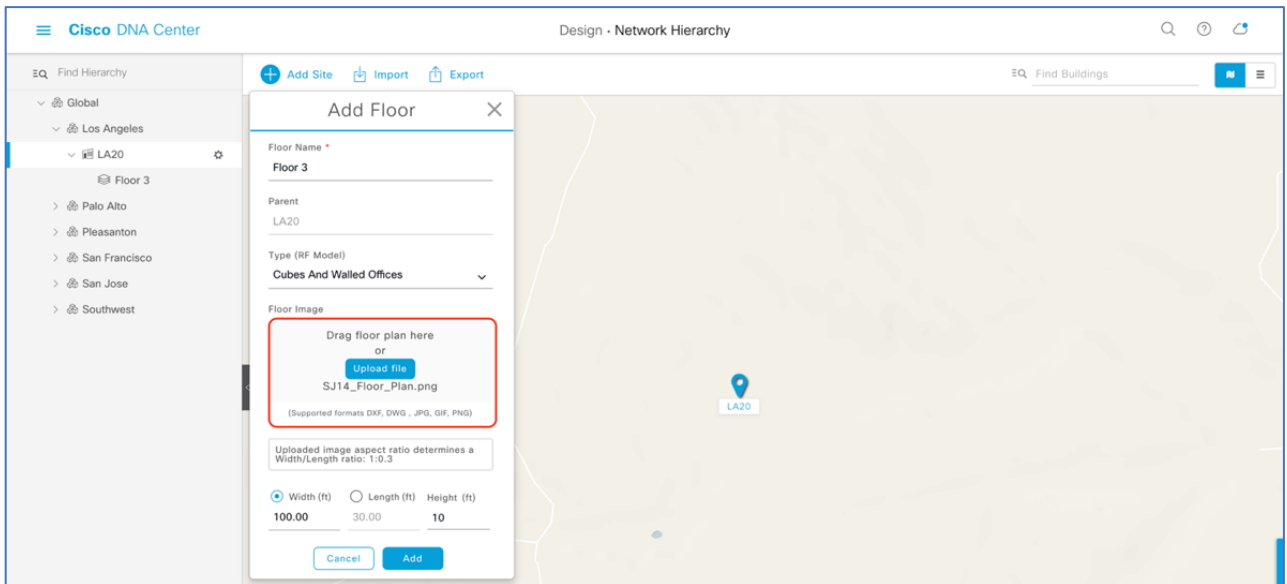 Cisco DNA Center
Design · Network Hierarchy
Find Hierarchy
Add Site
Import
Export
Find Buildings
Global
Los Angeles
LA20
Floor 3
Palo Alto
Pleasanton
San Francisco
San Jose
Southwest
Add Floor
Floor Name *
Floor 3
Parent
LA20
Type (RF Model)
Cubes And Walled Offices
Floor Image
Drag floor plan here
or
Upload file
SJ14_Floor_Plan.png
(Supported formats DXF, DWG , JPG, GIF, PNG)
Uploaded image aspect ratio determines a
Width/Length ratio: 1:0.3
Width (ft) Length (ft) Height (ft)
100.00 30.00 10
Cancel Add
LA20